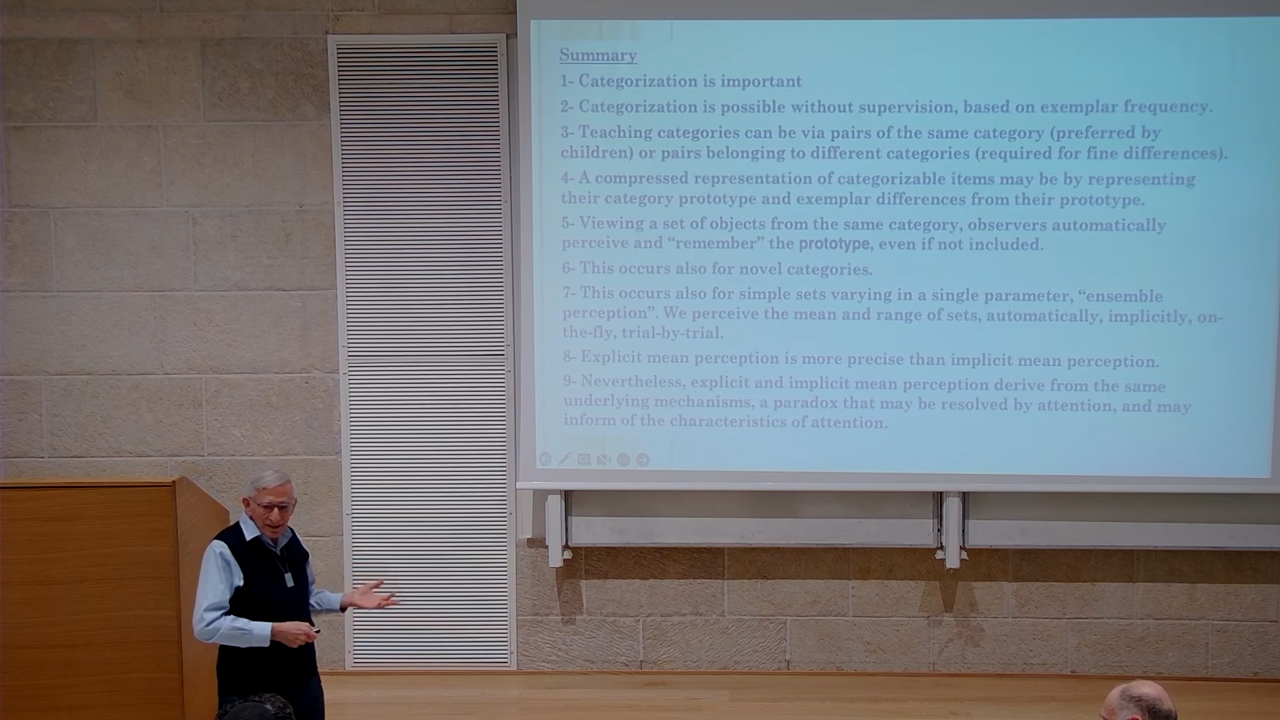 Summary
1- Categorization is important
2- Categorization is possible without supervision, based on exemplar frequency.
3- Teaching categories can be via pairs of the same category (preferred by
children) or pairs belonging to different categories (required for fine differences).
4- A compressed representation of categorizable items may be by representing
their category prototype and exemplar differences from their prototype.
5- Viewing a set of objects from the same category, observers automatically
perceive and “remember” the prototype, even if not included.
6- This occurs also for novel categories.
7- This occurs also for simple sets varying in a single parameter, “ensemble
perception”. We perceive the mean and range of sets, automatically, implicitly, on-
the-fly, trial-by-trial.
8- Explicit mean perception is more precise than implicit mean perception.
9- Nevertheless, explicit and implicit mean perception derive from the same
underlying mechanisms, a paradox that may be resolved by attention, and may
inform of the characteristics of attention.